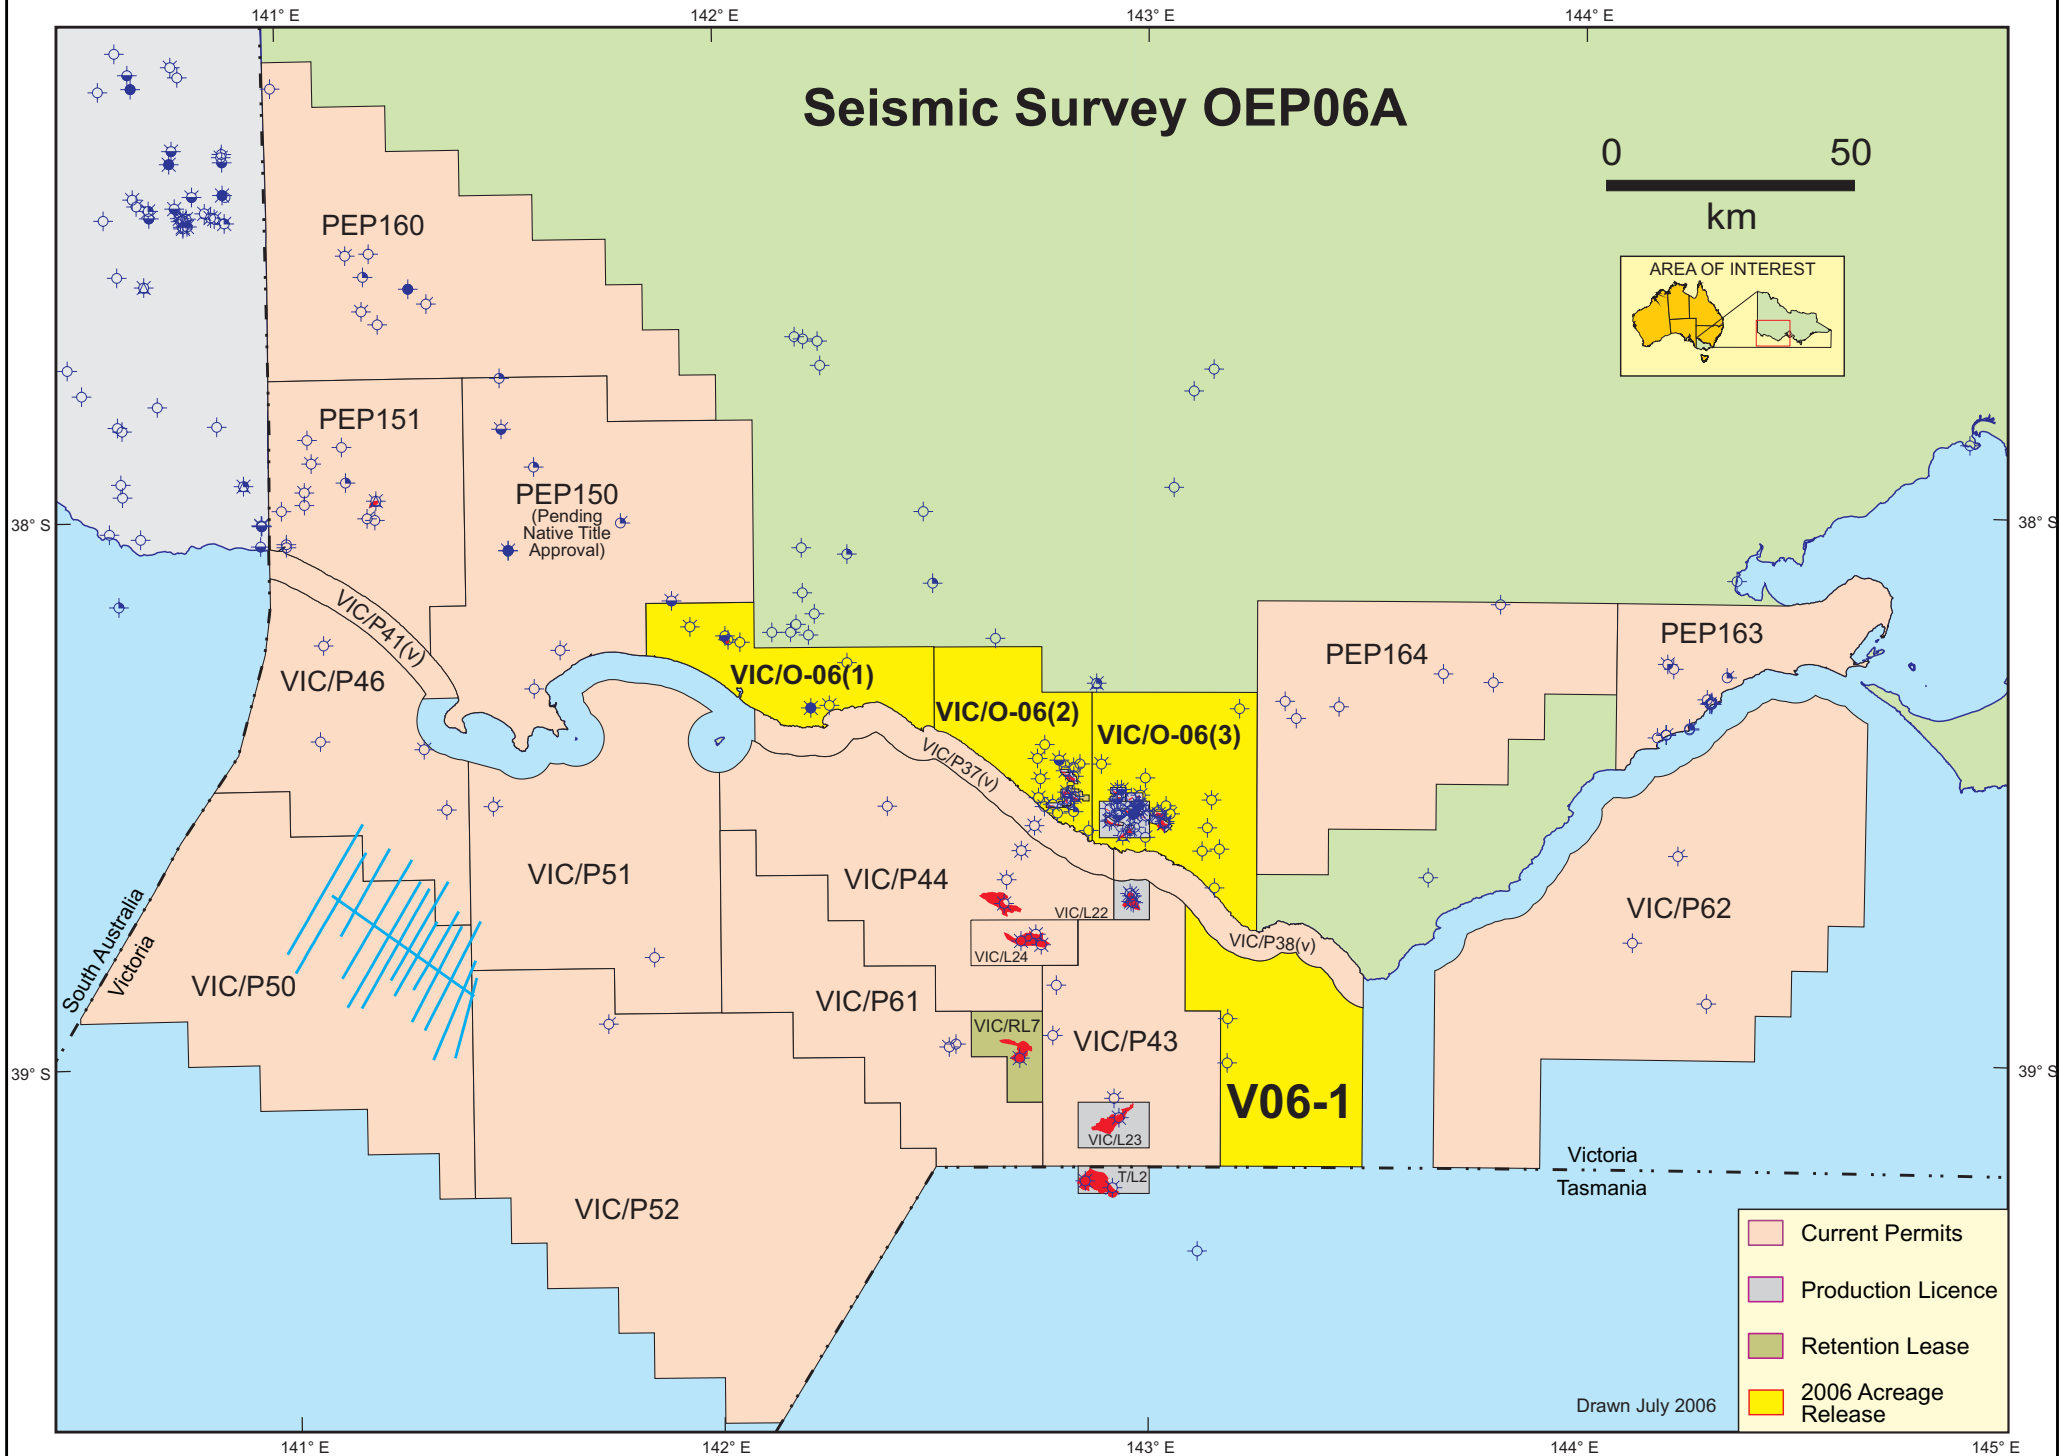 141° E
142° E
143° E
144° E
Seismic Survey OEP06A
0
50
km
AREA OF INTEREST
PEP160
PEP151
PEP150
(Pending
Native Title
Approval)
38° S
38° S
VIC/P41(v)
VIC/P46
VIC/O-06(1)
VIC/O-06(2)
VIC/O-06(3)
PEP164
PEP163
VIC/P37(v)
VIC/P51
VIC/P44
VIC/L22
VIC/P62
VIC/P38(v)
VIC/L24
South Australia
Victoria
VIC/P50
VIC/P61
VIC/RL7
VIC/P43
39° S
39° S
V06-1
VIC/L23
T/L2
Victoria
Tasmania
VIC/P52
Current Permits
Production Licence
Retention Lease
2006 Acreage
Release
Drawn July 2006
141° E
142° E
143° E
144° E
145° E